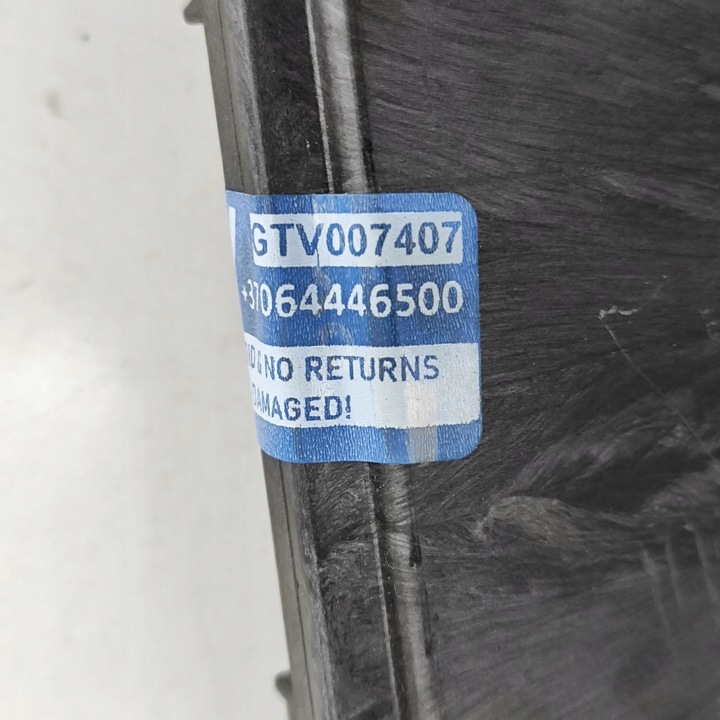 GTV007407
+37064446500
& NO RETURNS
DAMAGED!